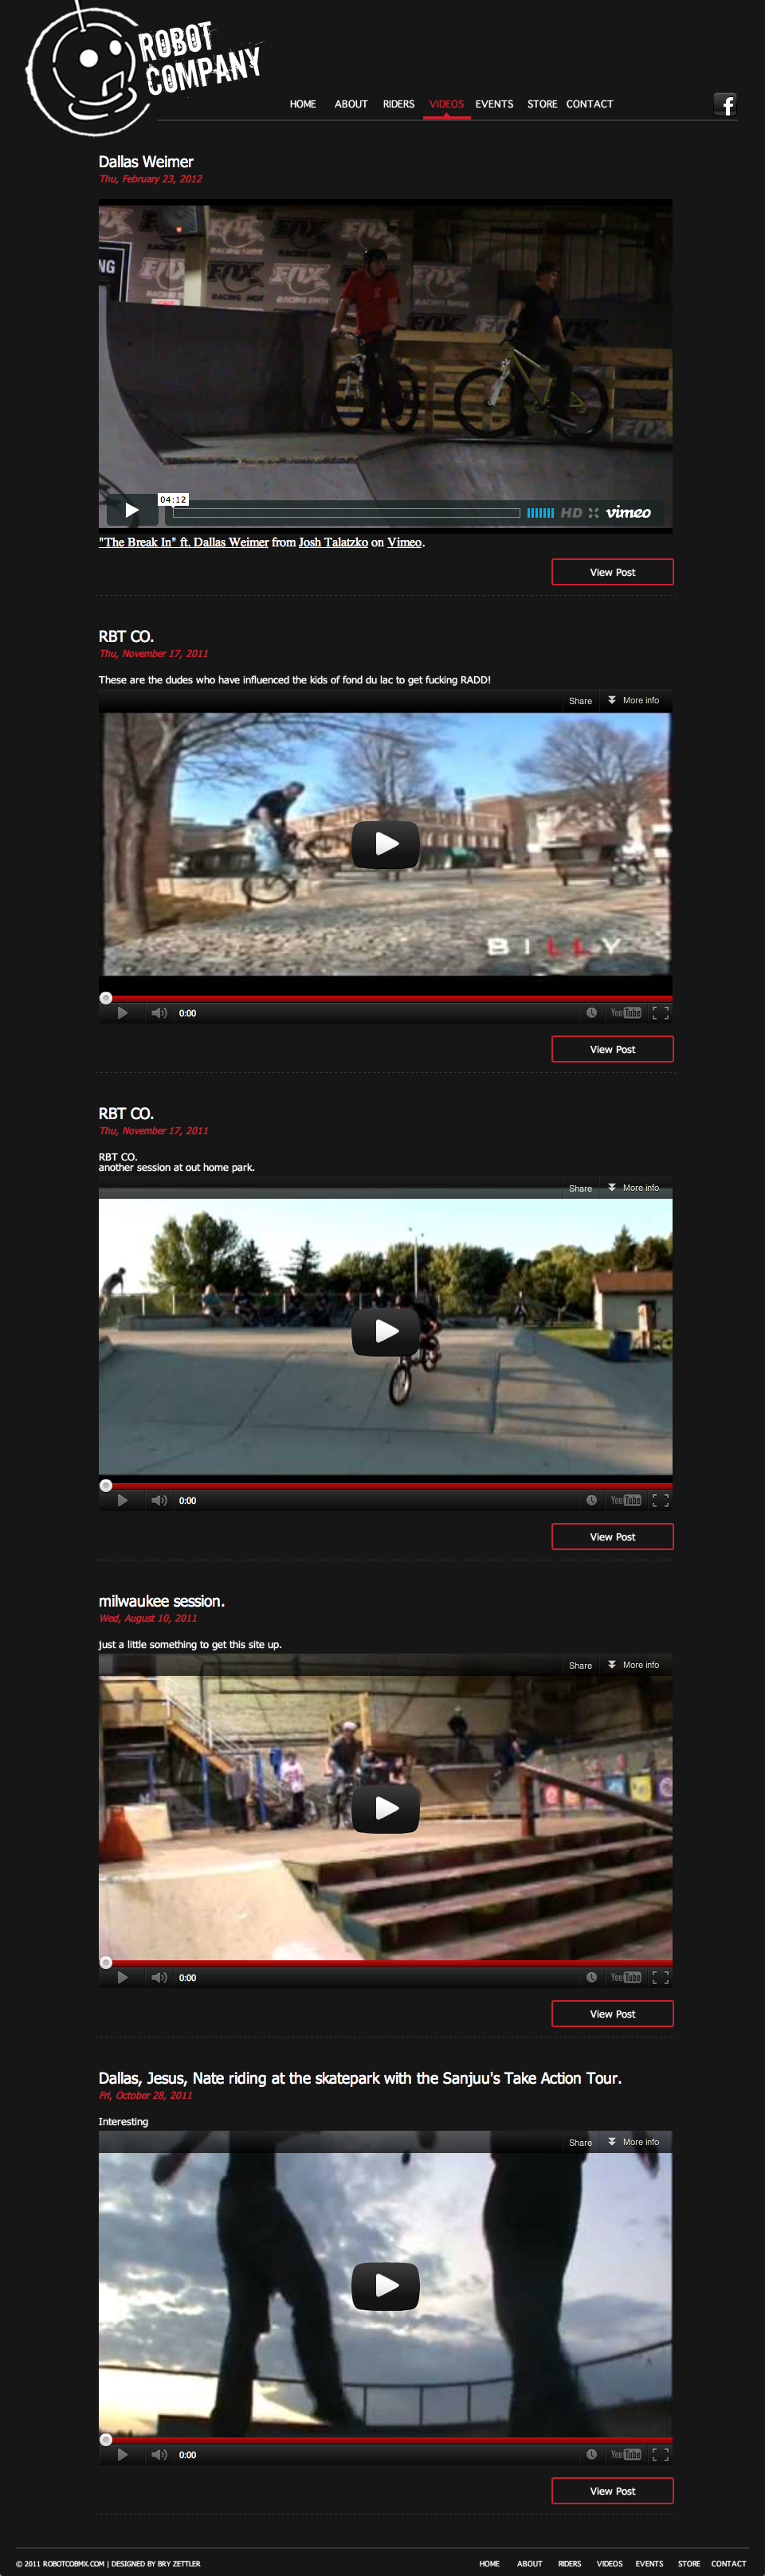 ROBOT
COMPANY
HOME ABOUT RIDERS VIDEOS EVENTS STORE CONTACT
f
Dallas Weimer
Thu, February 23, 2012
NG
FOX FOX FOX
RACING SHOX
04:12
HD vimeo
"The Break In" ft. Dallas Weimer from Josh Talatzko on Vimeo.
View Post
RBT CO.
Thu, November 17, 2011
These are the dudes who have influenced the kids of fond du lac to get fucking RADD!
Share More info
BILLY
0:00 YouTube
View Post
RBT CO.
Thu, November 17, 2011
RBT CO.
another session at out home park.
Share More info
0:00 YouTube
View Post
milwaukee session.
Wed, August 10, 2011
just a little something to get this site up.
Share More info
0:00 YouTube
View Post
Dallas, Jesus, Nate riding at the skatepark with the Sanjuu's Take Action Tour.
Fri, October 28, 2011
Interesting
Share More info
0:00 YouTube
View Post
© 2011 ROBOTCOBMX.COM | DESIGNED BY BRY ZETTLER HOME ABOUT RIDERS VIDEOS EVENTS STORE CONTACT